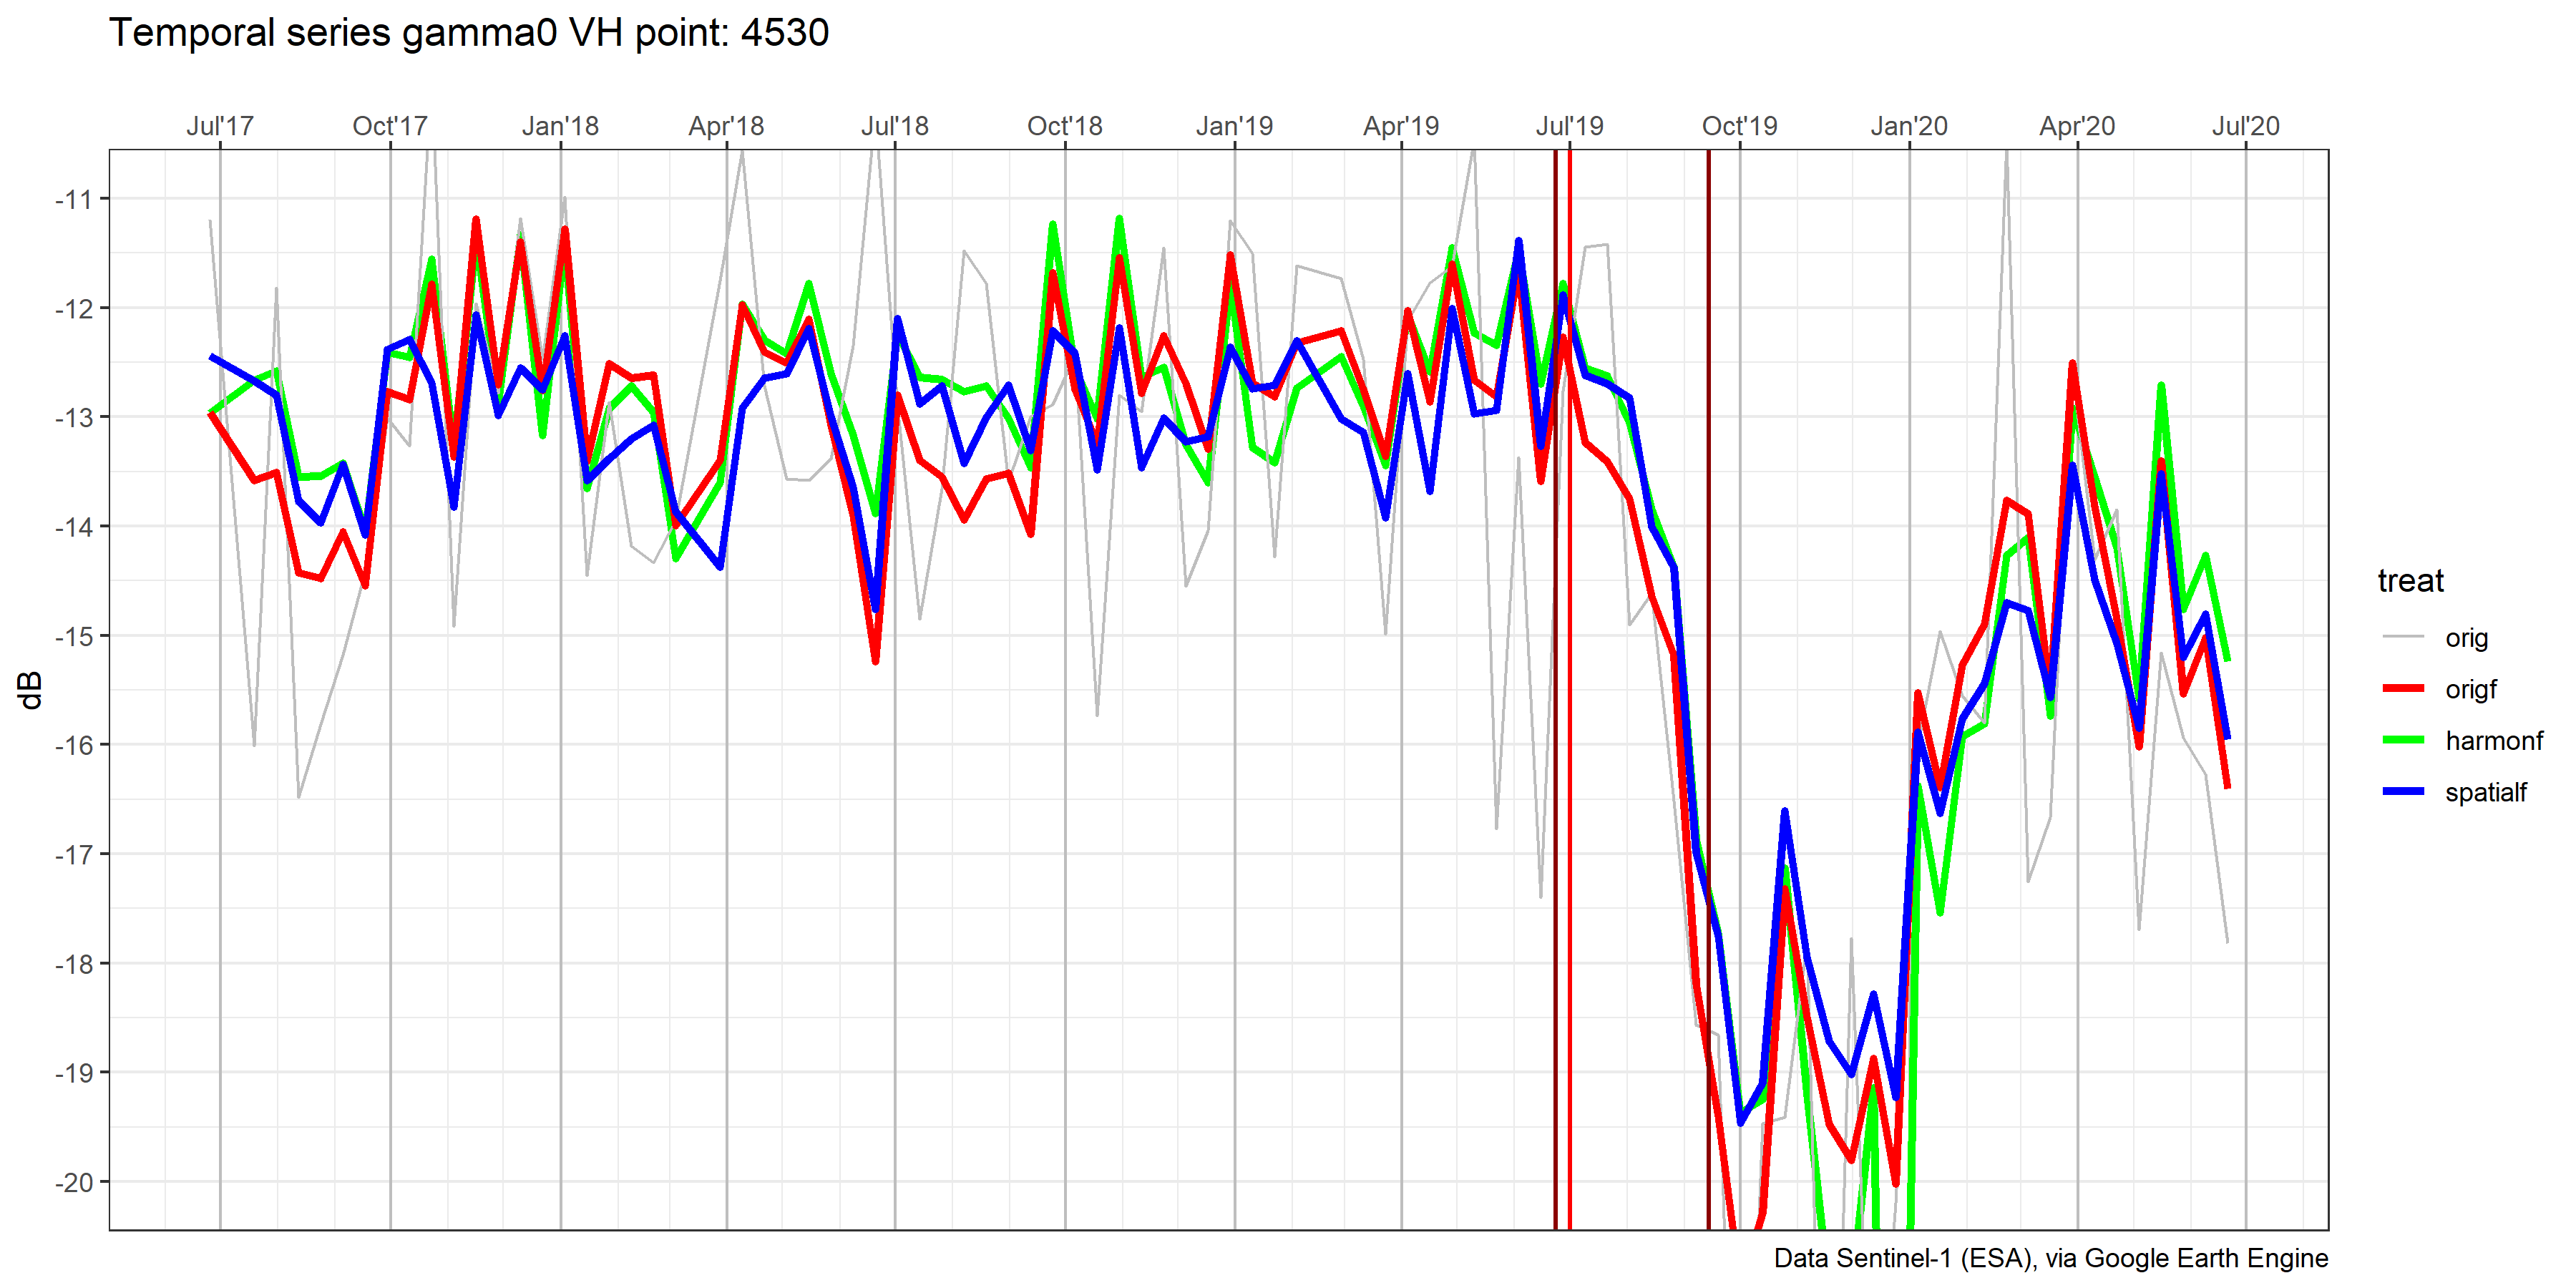 Temporal series gamma0 VH point: 4530
Jul'17 Oct'17 Jan'18 Apr'18 Jul'18 Oct'18 Jan'19 Apr'19 Jul'19 Oct'19 Jan'20 Apr'20 Jul'20
-11
-12
-13
-14
-15
-16
-17
-18
-19
-20
dB
treat
orig
origf
harmonf
spatialf
Data Sentinel-1 (ESA), via Google Earth Engine